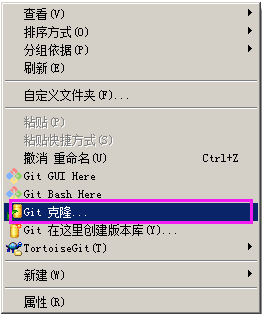 查看(V)
排序方式(O)
分组依据(P)
刷新(E)
自定义文件夹(F)...
粘贴(P)
粘贴快捷方式(S)
撤消 重命名(U) Ctrl+Z
Git GUI Here
Git Bash Here
Git 克隆...
Git 在这里创建版本库(Y)...
TortoiseGit(T)
新建(W)
属性(R)